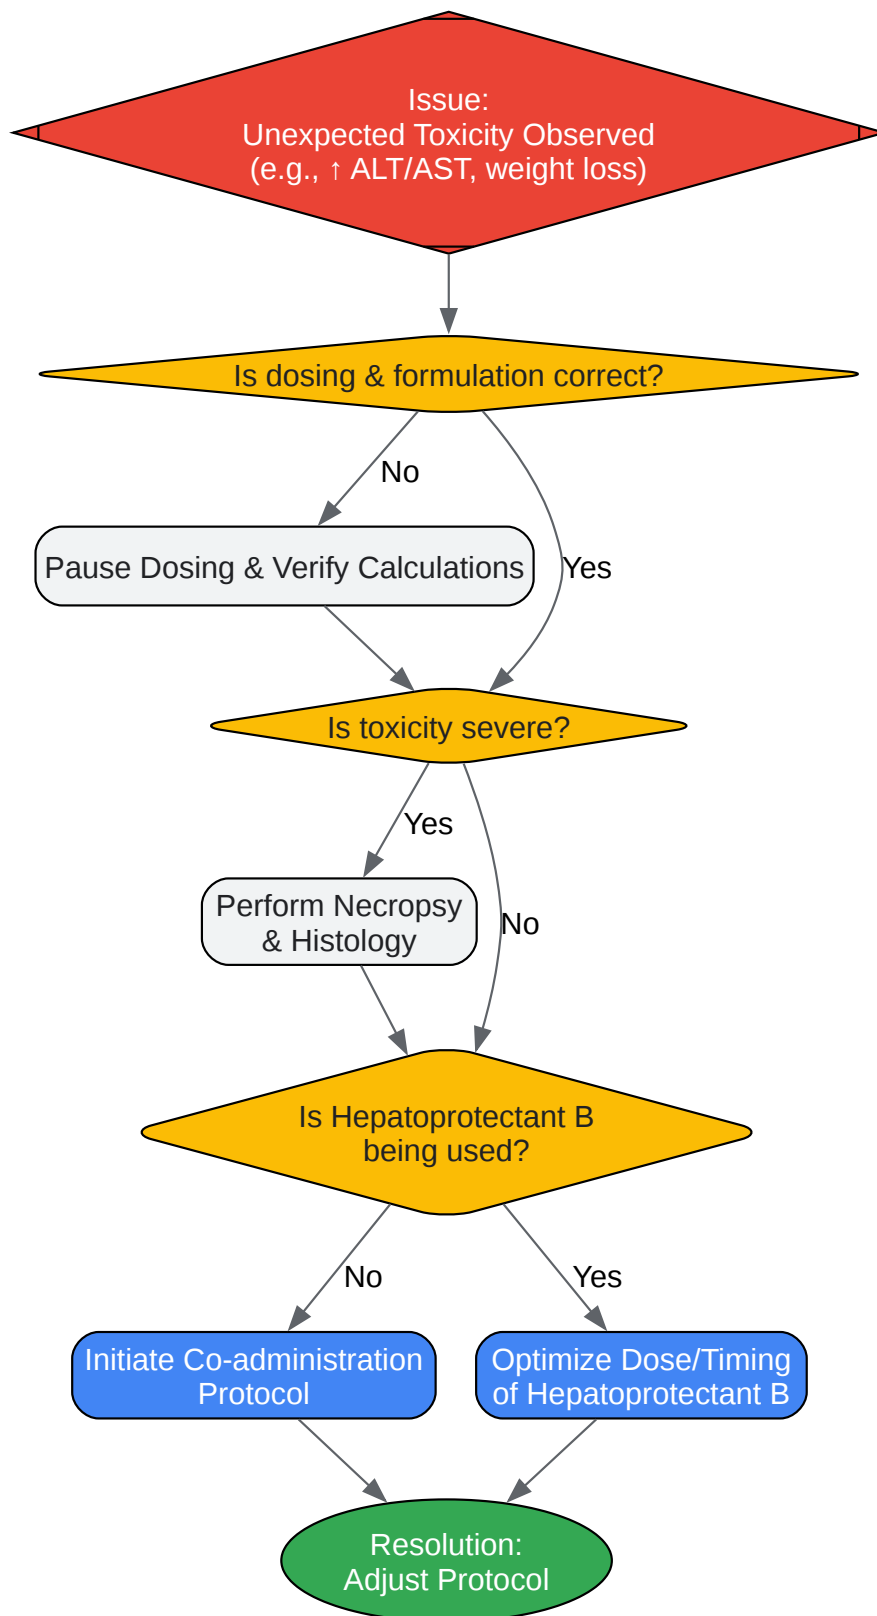 Issue:
Unexpected Toxicity Observed
(e.g., ↑ ALT/AST, weight loss)
Is dosing & formulation correct?
No
Pause Dosing & Verify Calculations
Yes
Is toxicity severe?
Yes
Perform Necropsy
& Histology
No
Is Hepatoprotectant B
being used?
No
Yes
Initiate Co-administration
Protocol
Optimize Dose/Timing
of Hepatoprotectant B
Resolution:
Adjust Protocol